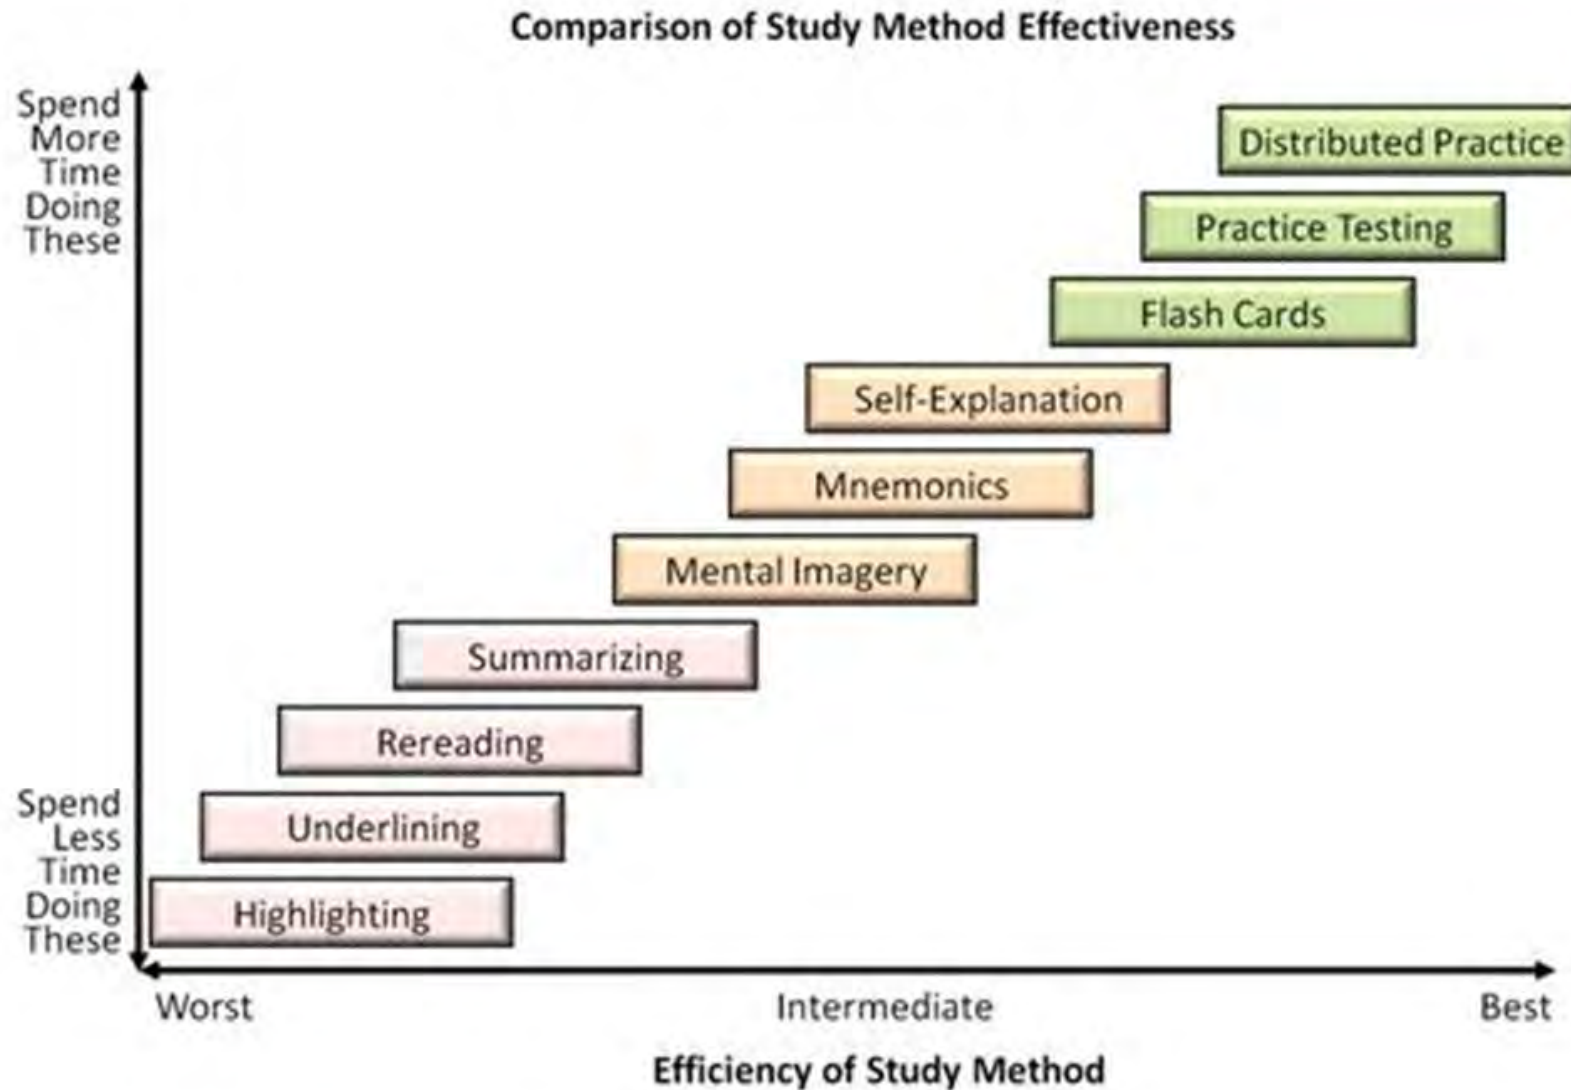 Comparison of Study Method Effectiveness
Spend
More
Time
Doing
These
Distributed Practice
Practice Testing
Flash Cards
Self-Explanation
Mnemonics
Mental Imagery
Summarizing
Rereading
Spend
Less
Time
Doing
These
Underlining
Highlighting
Worst
Intermediate
Best
Efficiency of Study Method